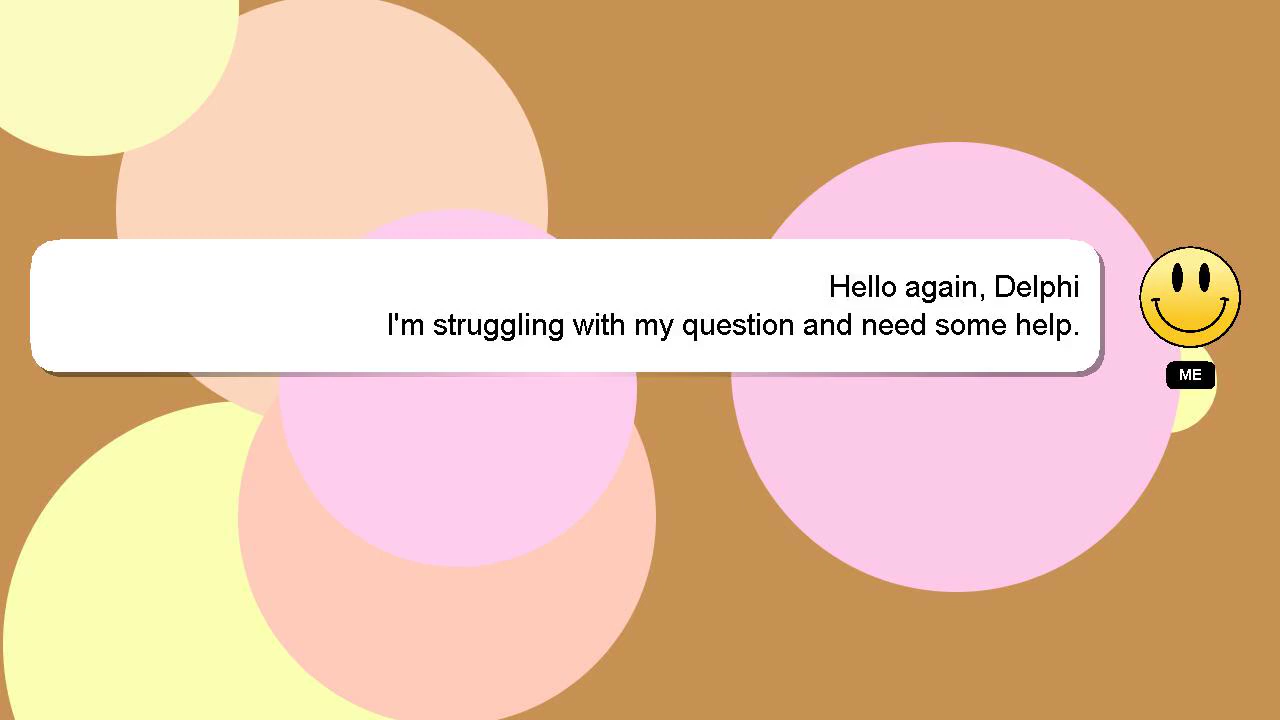 Hello again, Delphi
I'm struggling with my question and need some help.
ME